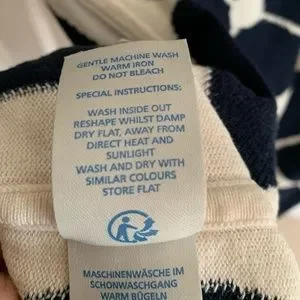 GENTLE MACHINE WASH
WARM IRON
DO NOT BLEACH
SPECIAL INSTRUCTIONS:
WASH INSIDE OUT
RESHAPE WHILST DAMP
DRY FLAT, AWAY FROM
DIRECT HEAT AND
SUNLIGHT
WASH AND DRY WITH
SIMILAR COLOURS
STORE FLAT
MASCHINENWÄSCHE IM
SCHONWASCHGANG
WARM BÜGELN